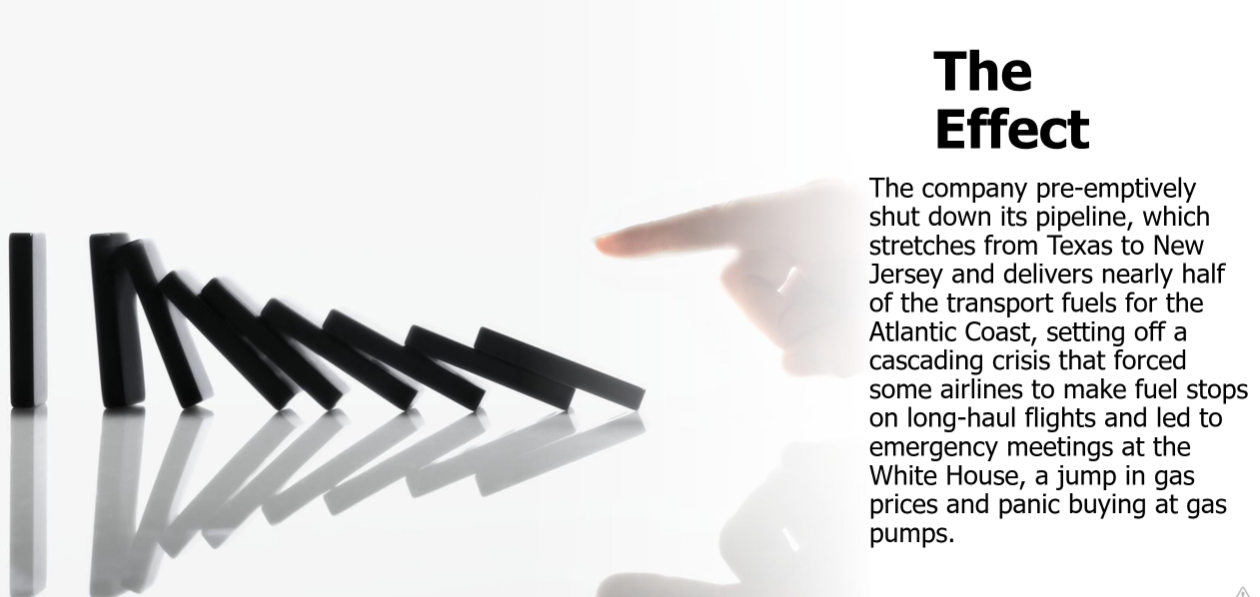 The
Effect
The company pre-emptively
shut down its pipeline, which
stretches from Texas to New
Jersey and delivers nearly half
of the transport fuels for the
Atlantic Coast, setting off a
cascading crisis that forced
some airlines to make fuel stops
on long-haul flights and led to
emergency meetings at the
White House, a jump in gas
prices and panic buying at gas
pumps.